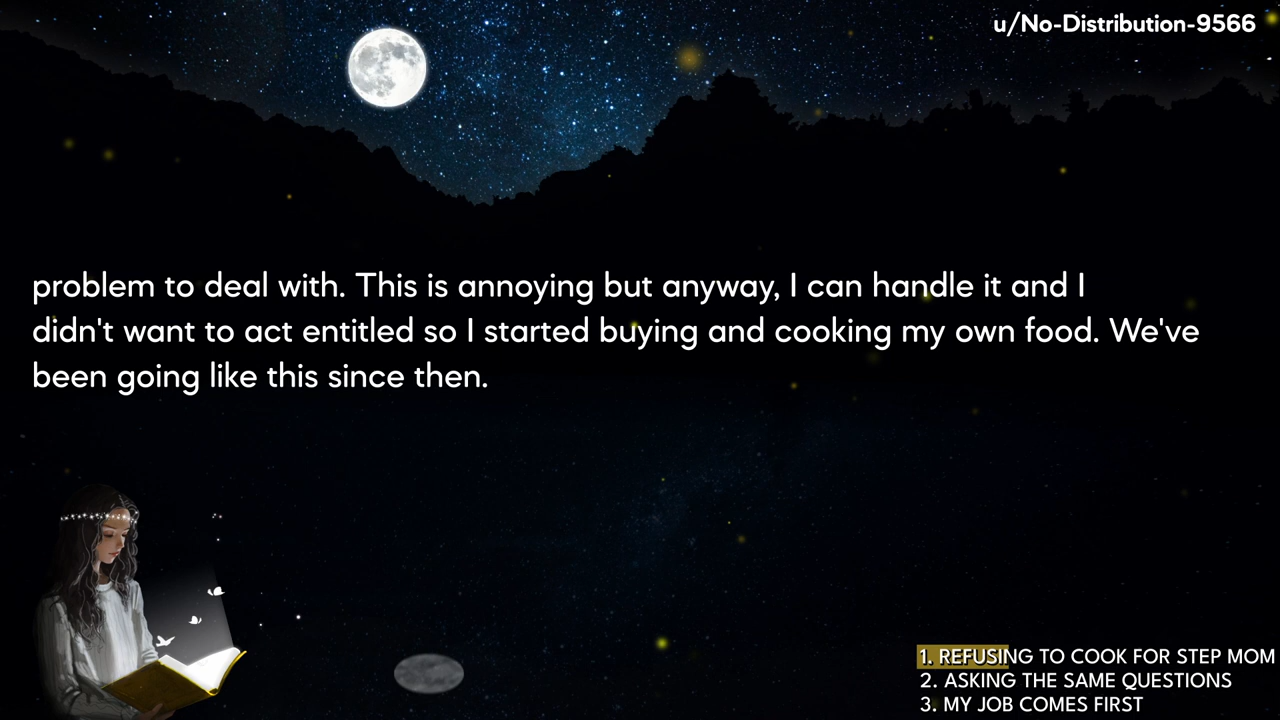 u/No-Distribution-9566
problem to deal with. This is annoying but anyway, I can handle it and I
didn't want to act entitled so I started buying and cooking my own food. We've
been going like this since then.
1. REFUSING TO COOK FOR STEP MOM
2. ASKING THE SAME QUESTIONS
3. MY JOB COMES FIRST